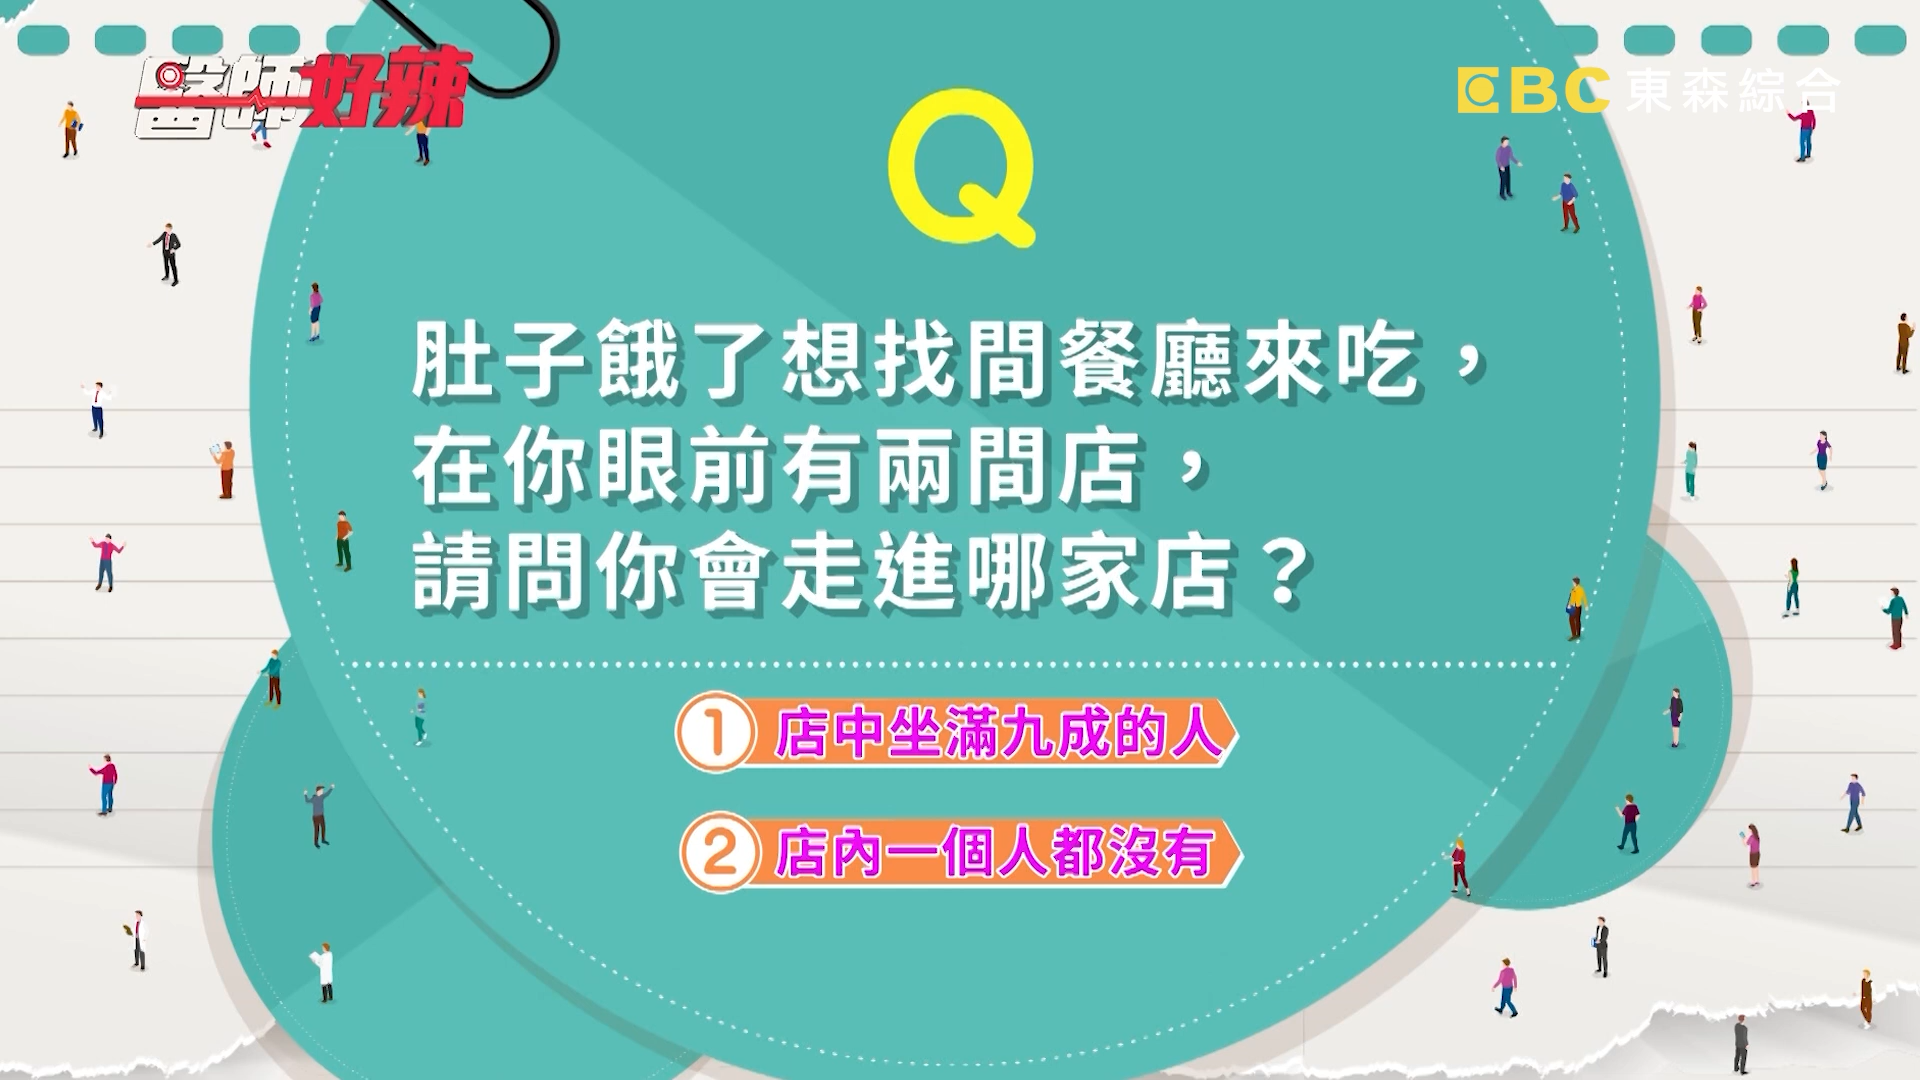 醫師好辣
EBC 東森綜合
Q
肚子餓了想找間餐廳來吃，
在你眼前有兩間店，
請問你會走進哪家店？
1 店中坐滿九成的人
2 店內一個人都沒有